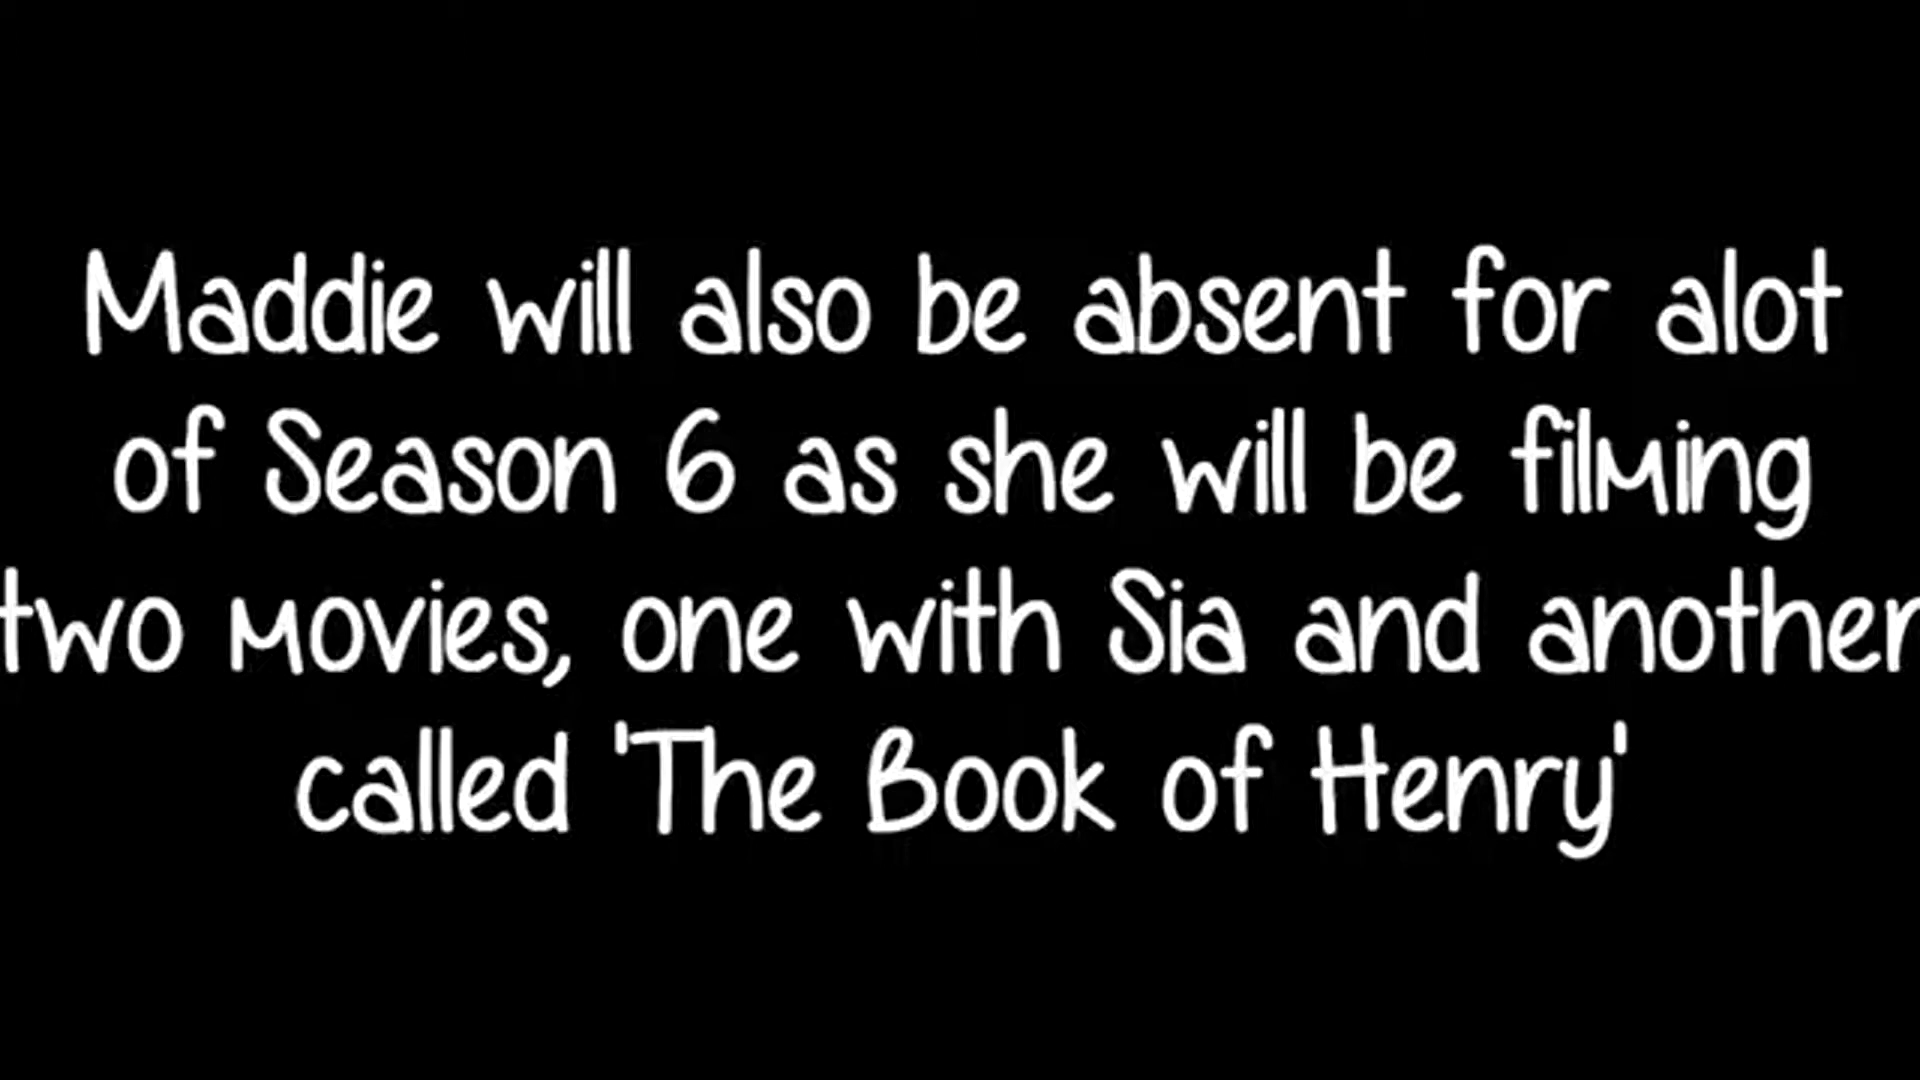 Maddie will also be absent for alot
of Season 6 as she will be filming
two movies, one with Sia and another
called 'The Book of Henry'